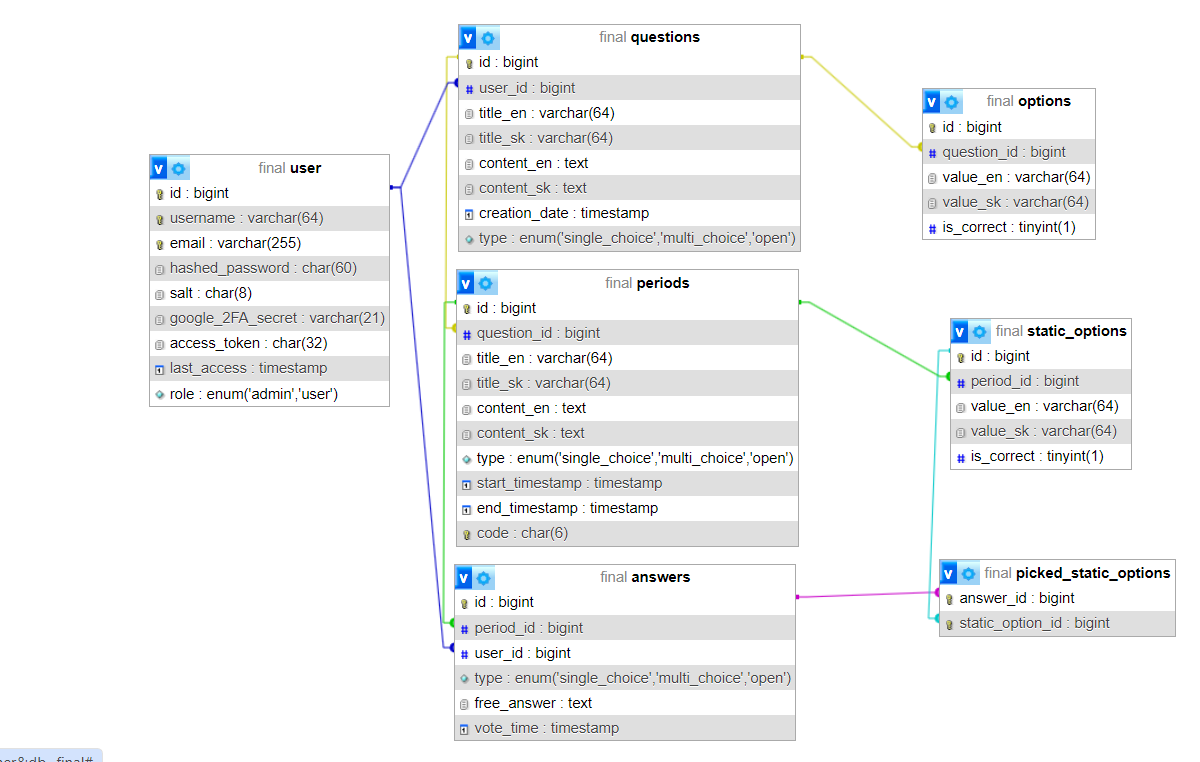 final user
id : bigint
username : varchar(64)
email : varchar(255)
hashed_password : char(60)
salt : char(8)
google_2FA_secret : varchar(21)
access_token : char(32)
last_access : timestamp
role : enum('admin','user')
final questions
id : bigint
user_id : bigint
title_en : varchar(64)
title_sk : varchar(64)
content_en : text
content_sk : text
creation_date : timestamp
type : enum('single_choice','multi_choice','open')
final periods
id : bigint
question_id : bigint
title_en : varchar(64)
title_sk : varchar(64)
content_en : text
content_sk : text
type : enum('single_choice','multi_choice','open')
start_timestamp : timestamp
end_timestamp : timestamp
code : char(6)
final answers
id : bigint
period_id : bigint
user_id : bigint
type : enum('single_choice','multi_choice','open')
free_answer : text
vote_time : timestamp
final options
id : bigint
question_id : bigint
value_en : varchar(64)
value_sk : varchar(64)
is_correct : tinyint(1)
final static_options
id : bigint
period_id : bigint
value_en : varchar(64)
value_sk : varchar(64)
is_correct : tinyint(1)
final picked_static_options
answer_id : bigint
static_option_id : bigint